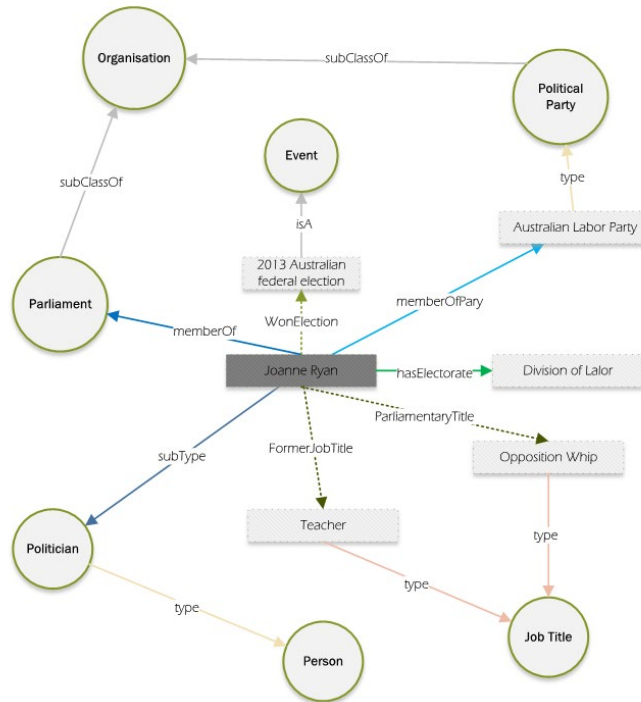 Organisation
subClassOf
Political
Party
Event
subClassOf
type
isA
Australian Labor Party
2013 Australian
federal election
Parliament
memberOfPary
memberOf
WonElection
Joanne Ryan
hasElectorate
Division of Lalor
ParliamentaryTitle
FormerJobTitle
subType
Opposition Whip
Teacher
Politician
type
type
type
Job Title
Person